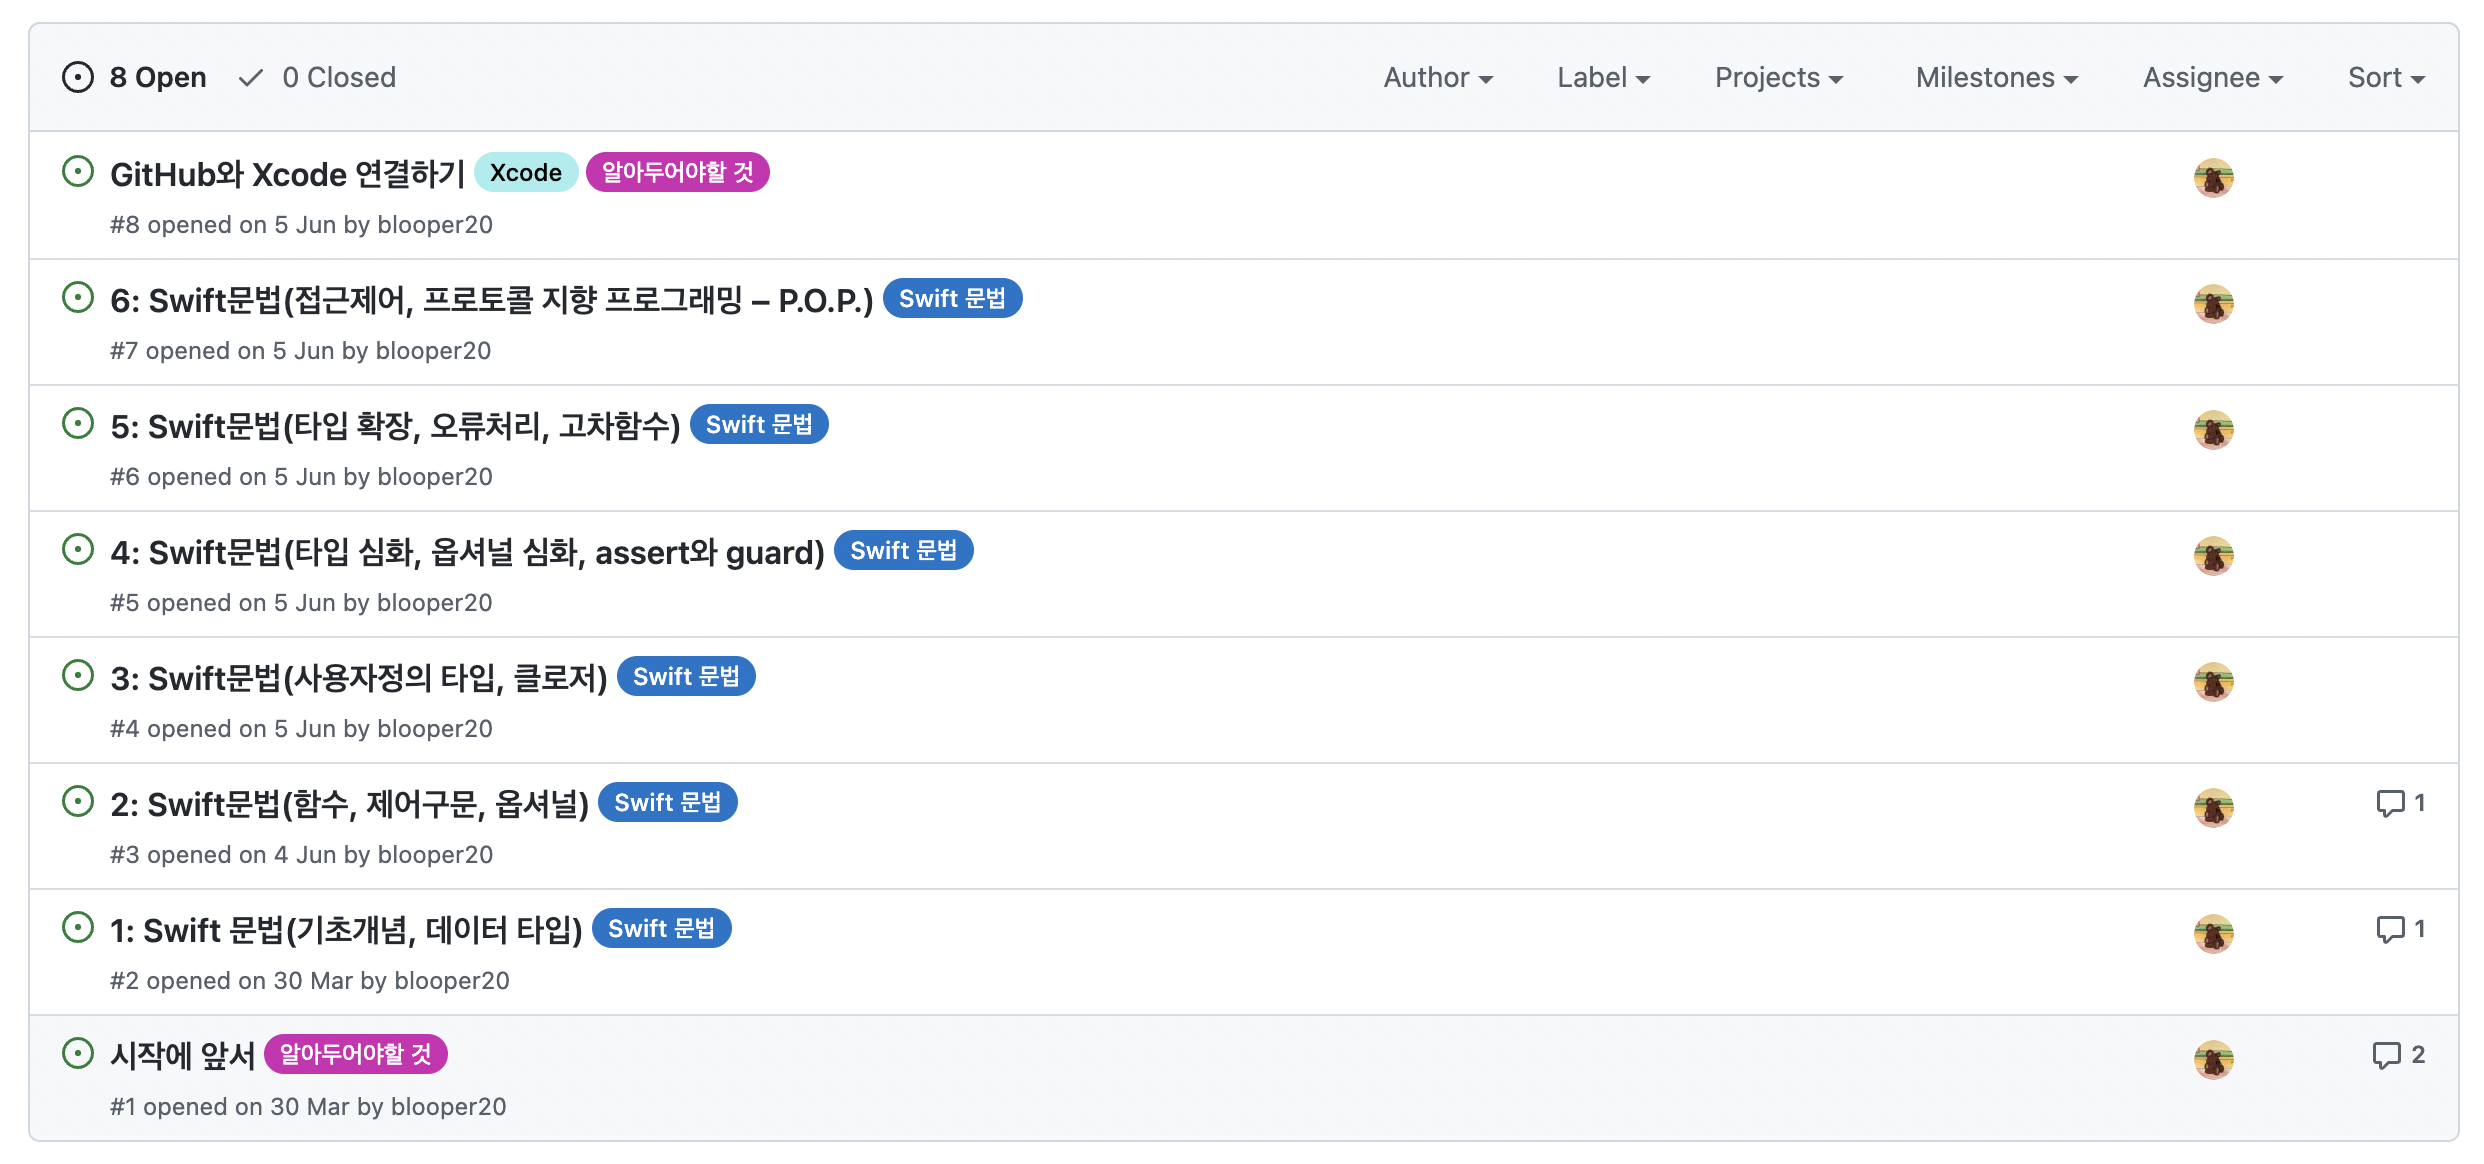 8 Open 0 Closed Author Label Projects Milestones Assignee Sort
GitHub와 Xcode 연결하기 Xcode 알아두어야할 것
#8 opened on 5 Jun by blooper20
6: Swift문법(접근제어, 프로토콜 지향 프로그래밍 – P.O.P.) Swift 문법
#7 opened on 5 Jun by blooper20
5: Swift문법(타입 확장, 오류처리, 고차함수) Swift 문법
#6 opened on 5 Jun by blooper20
4: Swift문법(타입 심화, 옵셔널 심화, assert와 guard) Swift 문법
#5 opened on 5 Jun by blooper20
3: Swift문법(사용자정의 타입, 클로저) Swift 문법
#4 opened on 5 Jun by blooper20
2: Swift문법(함수, 제어구문, 옵셔널) Swift 문법 1
#3 opened on 4 Jun by blooper20
1: Swift 문법(기초개념, 데이터 타입) Swift 문법 1
#2 opened on 30 Mar by blooper20
시작에 앞서 알아두어야할 것 2
#1 opened on 30 Mar by blooper20